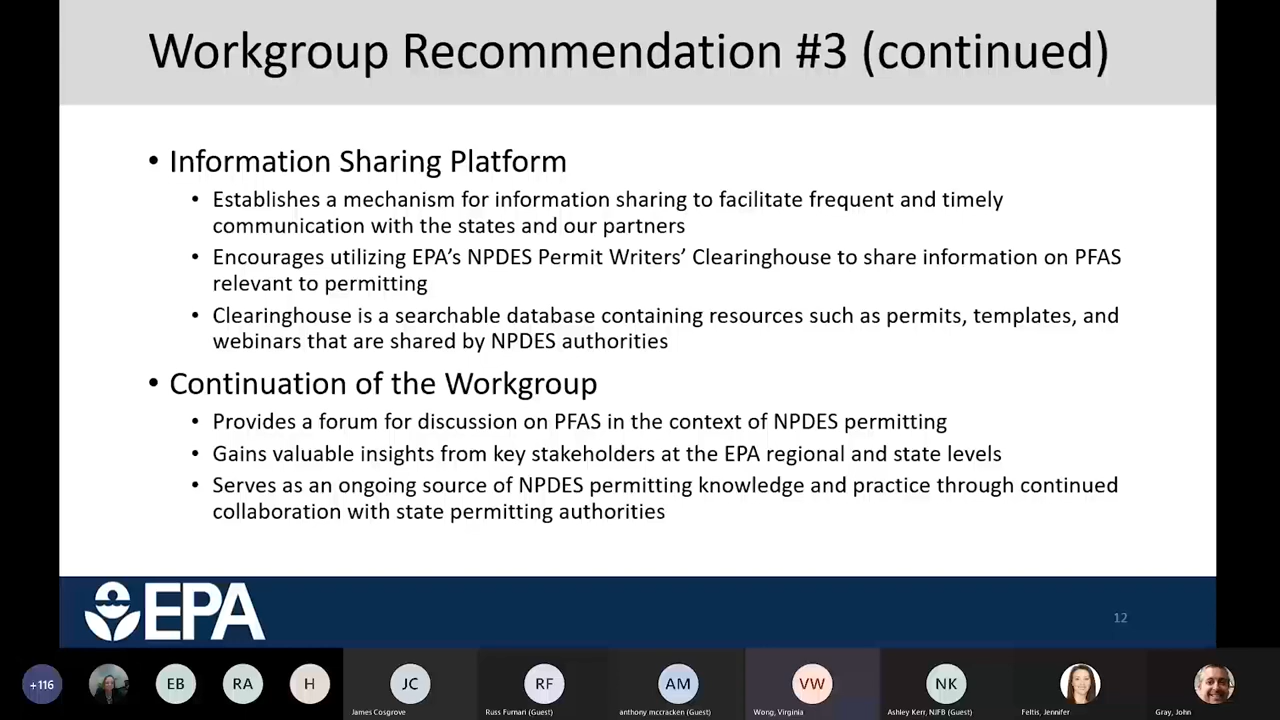 Workgroup Recommendation #3 (continued)
• Information Sharing Platform
• Establishes a mechanism for information sharing to facilitate frequent and timely
communication with the states and our partners
• Encourages utilizing EPA’s NPDES Permit Writers’ Clearinghouse to share information on PFAS
relevant to permitting
• Clearinghouse is a searchable database containing resources such as permits, templates, and
webinars that are shared by NPDES authorities
• Continuation of the Workgroup
• Provides a forum for discussion on PFAS in the context of NPDES permitting
• Gains valuable insights from key stakeholders at the EPA regional and state levels
• Serves as an ongoing source of NPDES permitting knowledge and practice through continued
collaboration with state permitting authorities
EPA
12
+116
EB
RA
H
JC
RF
AM
VW
NK
James Cosgrove
Russ Furnari (Guest)
anthony mccracken (Guest)
Wong, Virginia
Ashley Kerr, NJFB (Guest)
Feltis, Jennifer
Gray, John